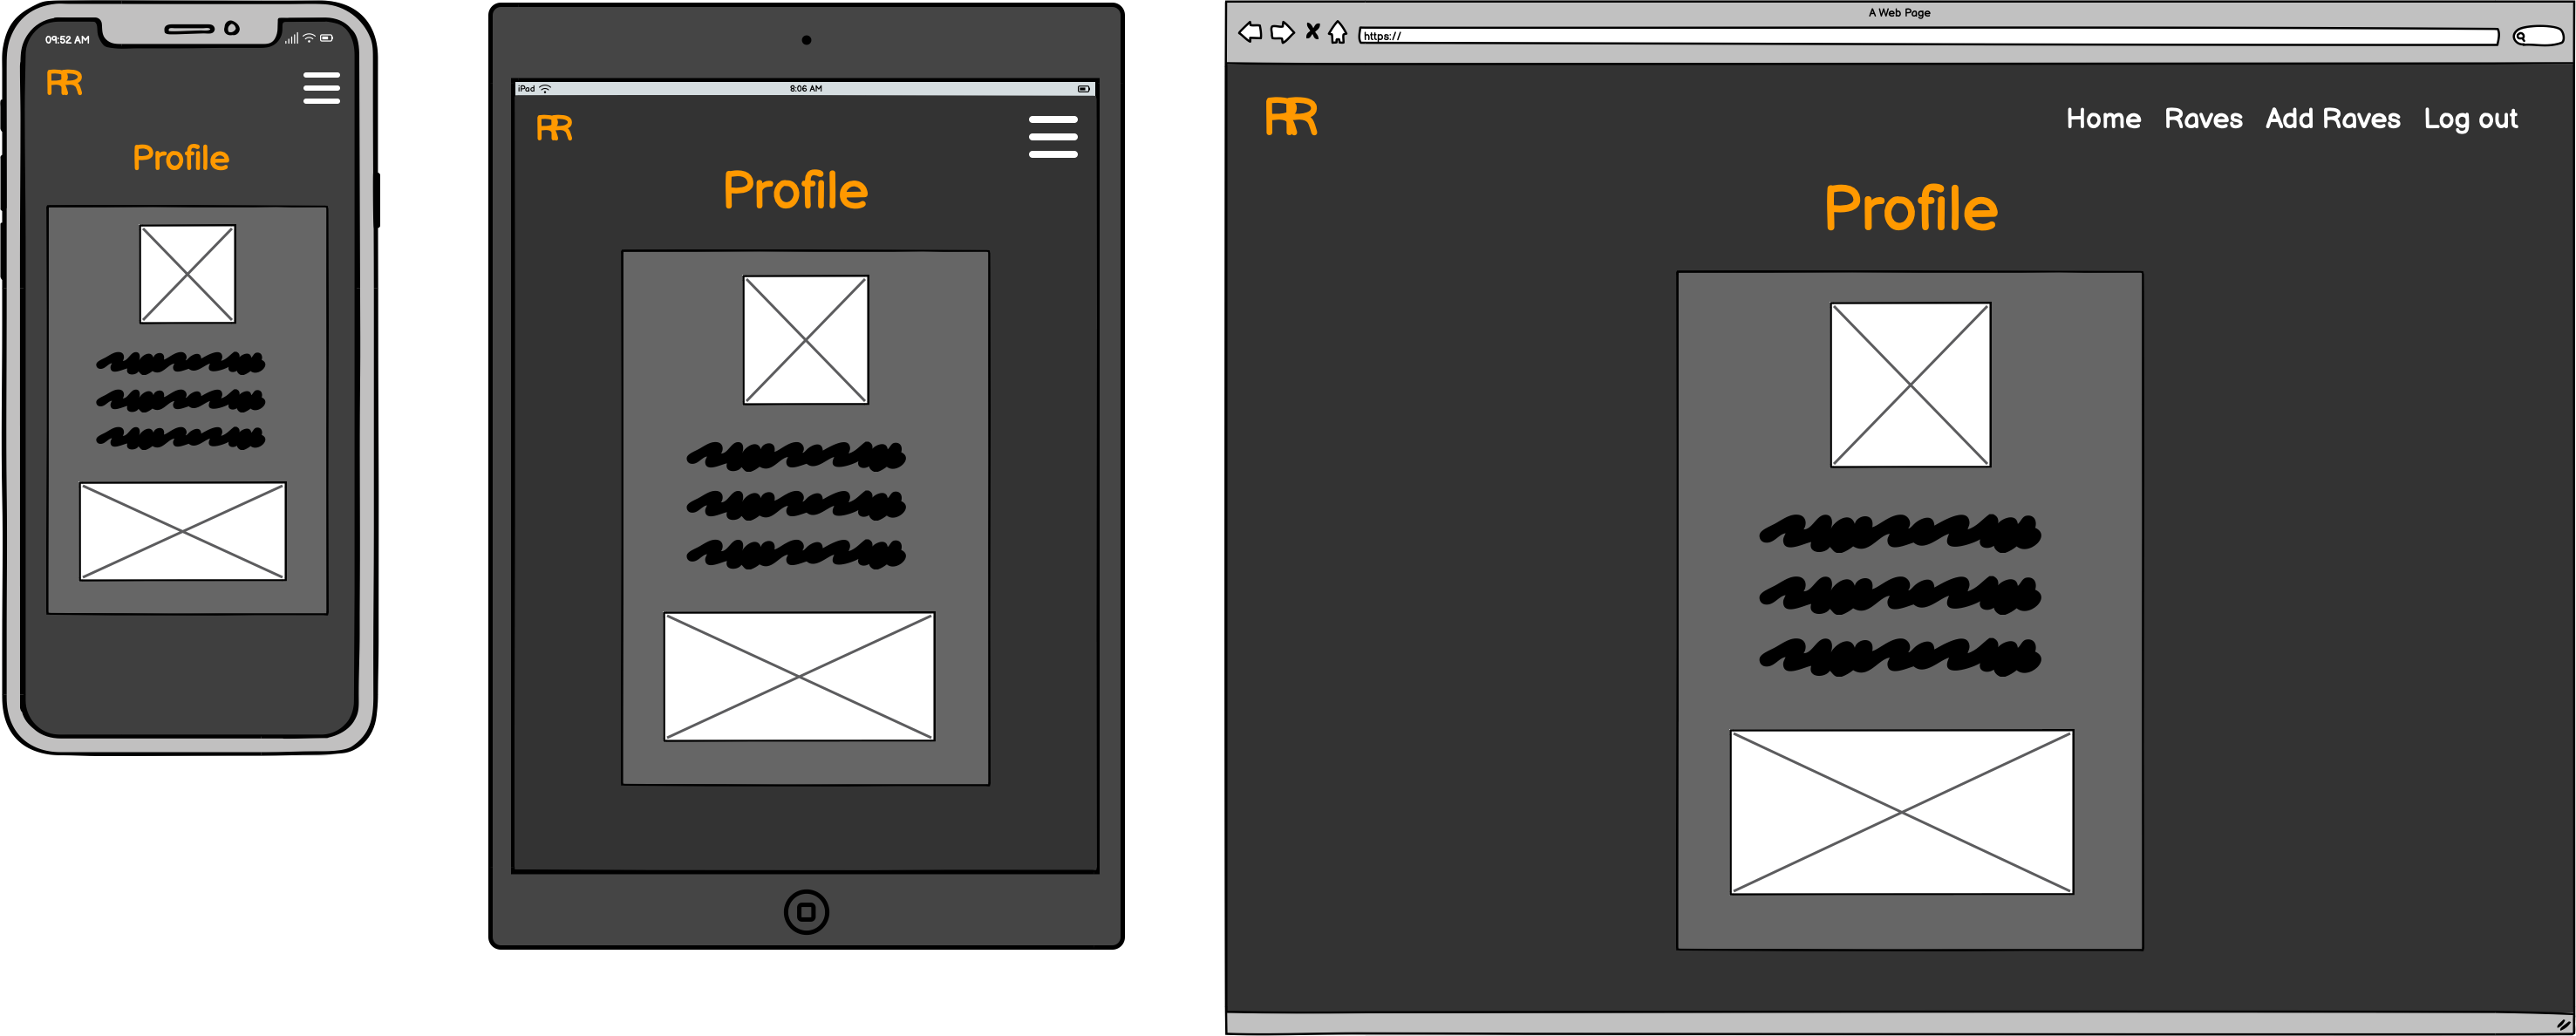 09:52 AM
RR
Profile
iPad
8:06 AM
RR
Profile
A Web Page
https://
RR
Home Raves Add Raves Log out
Profile